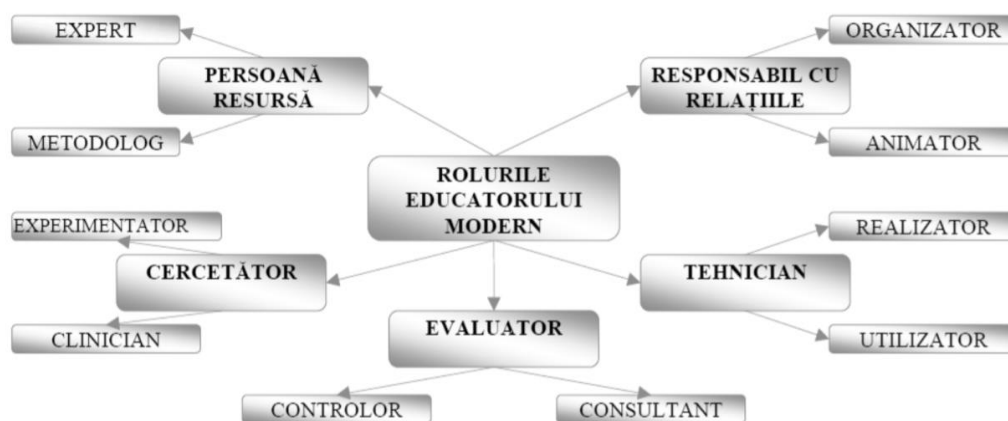 EXPERT
PERSOANĂ
RESURSĂ
METODOLOG
ORGANIZATOR
RESPONSABIL CU
RELAȚIILE
ANIMATOR
ROLURILE
EDUCATORULUI
MODERN
EXPERIMENTATOR
CERCETĂTOR
CLINICIAN
REALIZATOR
TEHNICIAN
UTILIZATOR
EVALUATOR
CONTROLOR
CONSULTANT